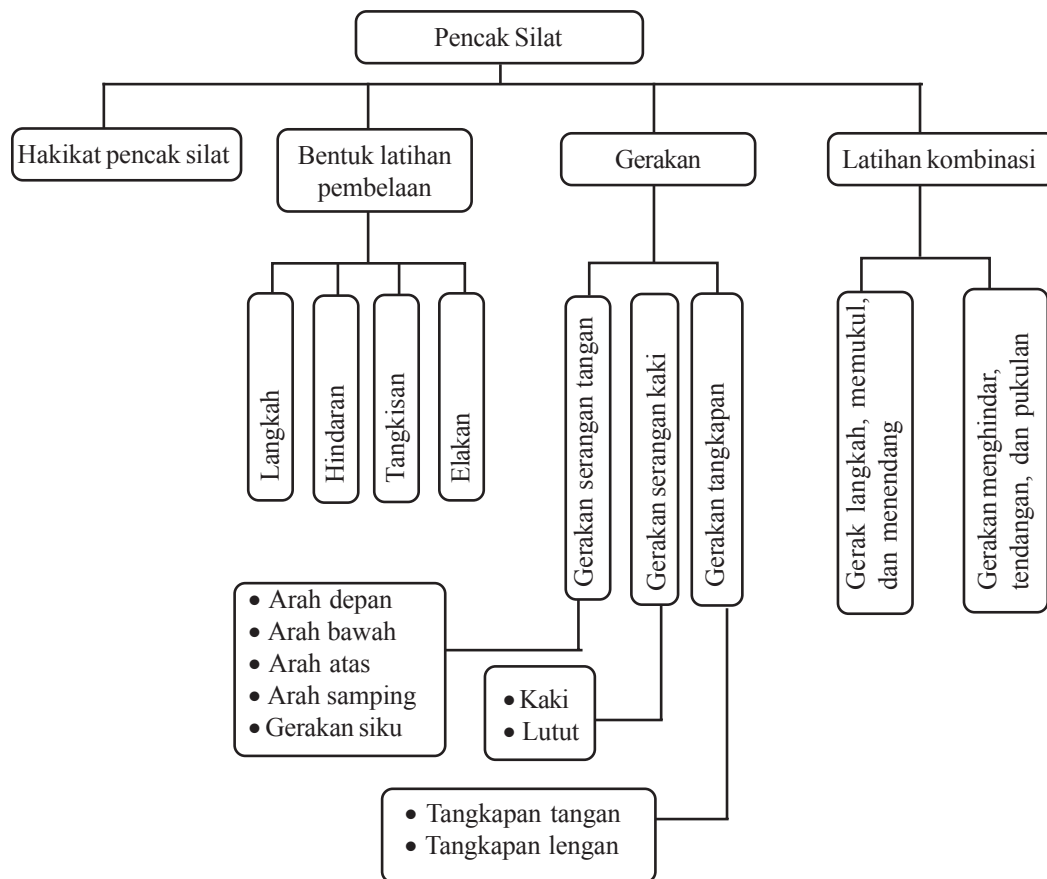 Pencak Silat
Hakikat pencak silat
Bentuk latihan
pembelaan
Gerakan
Latihan kombinasi
Langkah
Hindaran
Tangkisan
Elakan
Gerakan serangan tangan
Gerakan serangan kaki
Gerakan tangkapan
Gerak langkah, memukul,
dan menendang
Gerakan menghindar,
tendangan, dan pukulan
• Arah depan
• Arah bawah
• Arah atas
• Arah samping
• Gerakan siku
• Kaki
• Lutut
• Tangkapan tangan
• Tangkapan lengan